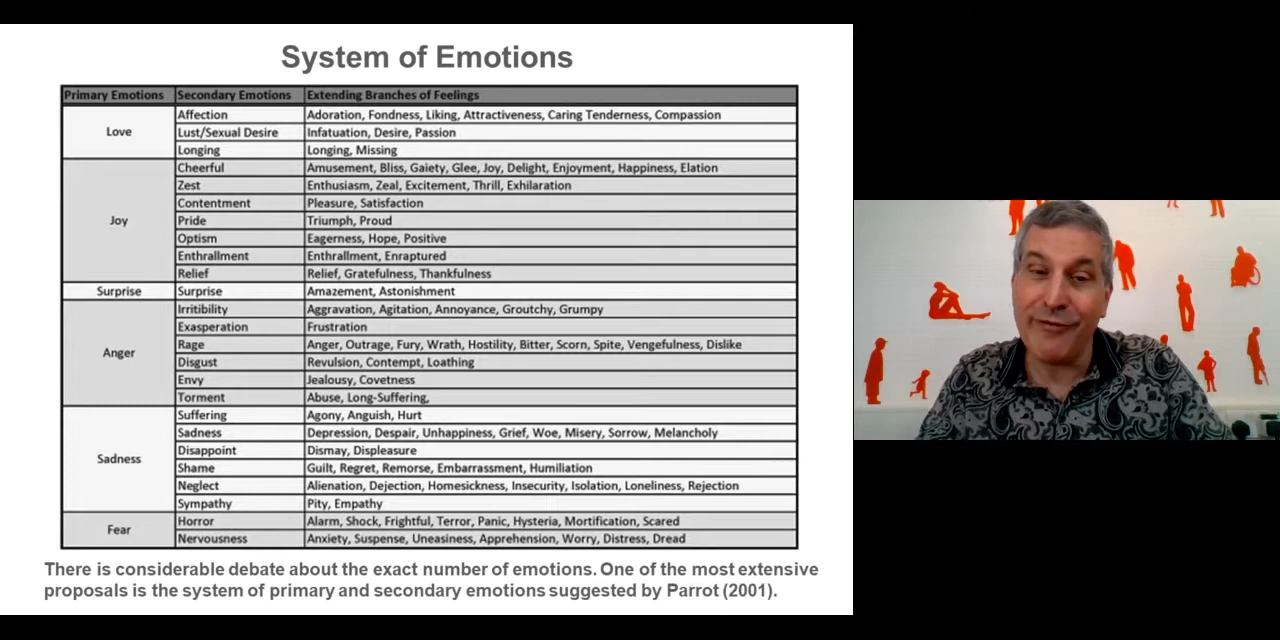 System of Emotions
Primary Emotions Secondary Emotions Extending Branches of Feelings
Love
Affection Adoration, Fondness, Liking, Attractiveness, Caring Tenderness, Compassion
Lust/Sexual Desire Infatuation, Desire, Passion
Longing Longing, Missing
Joy
Cheerful Amusement, Bliss, Gaiety, Glee, Joy, Delight, Enjoyment, Happiness, Elation
Zest Enthusiasm, Zeal, Excitement, Thrill, Exhilaration
Contentment Pleasure, Satisfaction
Pride Triumph, Proud
Optism Eagerness, Hope, Positive
Enthrallment Enthrallment, Enraptured
Relief Relief, Gratefulness, Thankfulness
Surprise Surprise Amazement, Astonishment
Anger
Irritibility Aggravation, Agitation, Annoyance, Groutchy, Grumpy
Exasperation Frustration
Rage Anger, Outrage, Fury, Wrath, Hostility, Bitter, Scorn, Spite, Vengefulness, Dislike
Disgust Revulsion, Contempt, Loathing
Envy Jealousy, Covetness
Torment Abuse, Long-Suffering,
Sadness
Suffering Agony, Anguish, Hurt
Sadness Depression, Despair, Unhappiness, Grief, Woe, Misery, Sorrow, Melancholy
Disappoint Dismay, Displeasure
Shame Guilt, Regret, Remorse, Embarrassment, Humiliation
Neglect Alienation, Dejection, Homesickness, Insecurity, Isolation, Loneliness, Rejection
Sympathy Pity, Empathy
Fear
Horror Alarm, Shock, Frightful, Terror, Panic, Hysteria, Mortification, Scared
Nervousness Anxiety, Suspense, Uneasiness, Apprehension, Worry, Distress, Dread
There is considerable debate about the exact number of emotions. One of the most extensive
proposals is the system of primary and secondary emotions suggested by Parrot (2001).